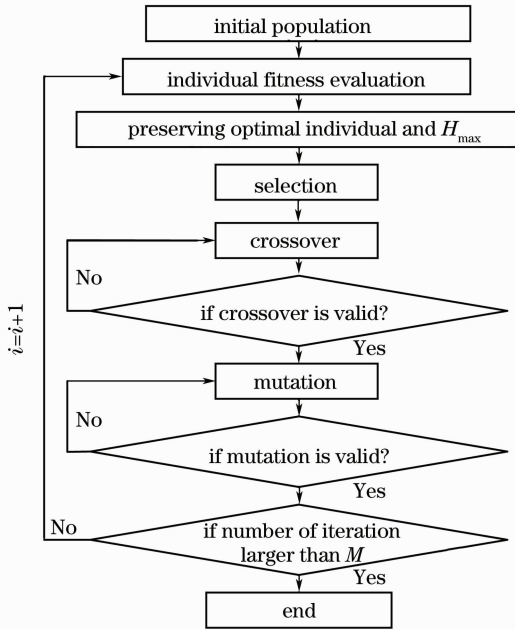 initial population
individual fitness evaluation
preserving optimal individual and Hmax
selection
crossover
No
if crossover is valid?
Yes
i=i+1
mutation
No
if mutation is valid?
Yes
No
if number of iteration
larger than M
Yes
end